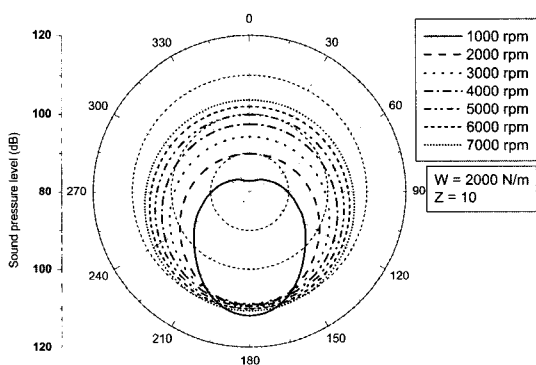 120
100
80
100
120
Sound pressure level (dB)
0
30
60
90
120
150
180
210
240
270
300
330
1000 rpm
2000 rpm
3000 rpm
4000 rpm
5000 rpm
6000 rpm
7000 rpm
W = 2000 N/m
Z = 10